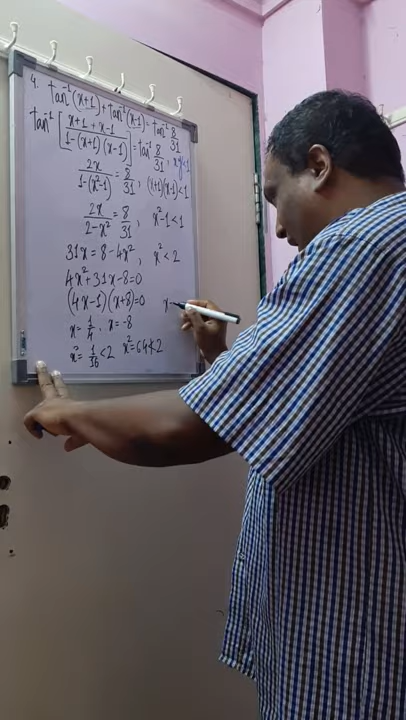 4. tan⁻¹(x+1)+tan⁻¹(x-1)=tan⁻¹ 8/31
tan⁻¹[(x+1+x-1)/(1-(x+1)(x-1))]=tan⁻¹ 8/31, xy<1
2x/(1-(x²-1))=8/31, (x+1)(x-1)<1
2x/(2-x²)=8/31, x²-1<1
31x=8-4x², x²<2
4x²+31x-8=0
(4x-1)(x+8)=0
x=1/4, x=-8
x²=1/36<2 x²=64≮2
x